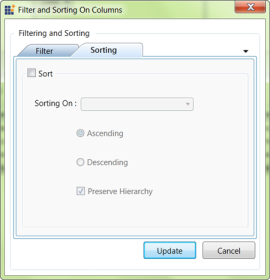 Filter and Sorting On Columns
Filtering and Sorting
Filter Sorting
Sort
Sorting On :
Ascending
Descending
Preserve Hierarchy
Update Cancel